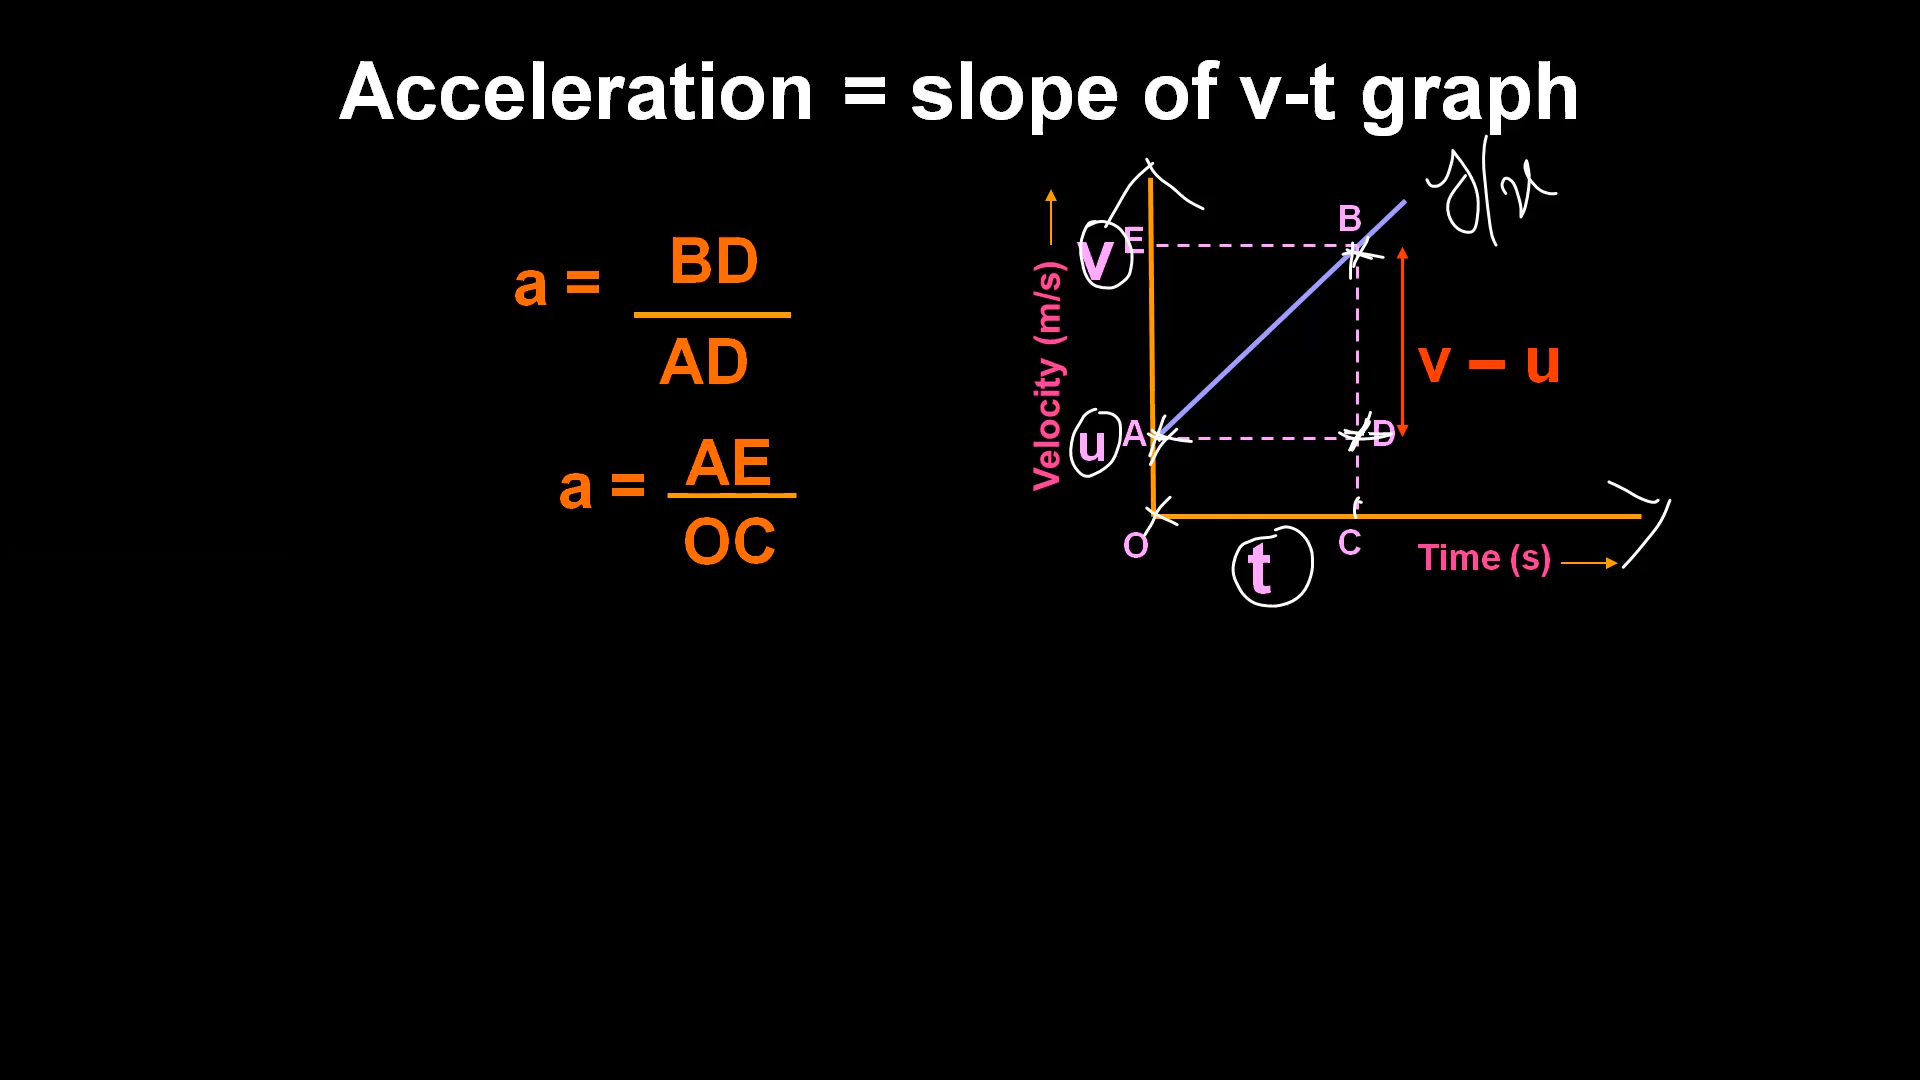 Acceleration = slope of v-t graph
a = BD
AD
a = AE
OC
Velocity (m/s)
v E
B
v – u
u A
D
O
t
C
Time (s)